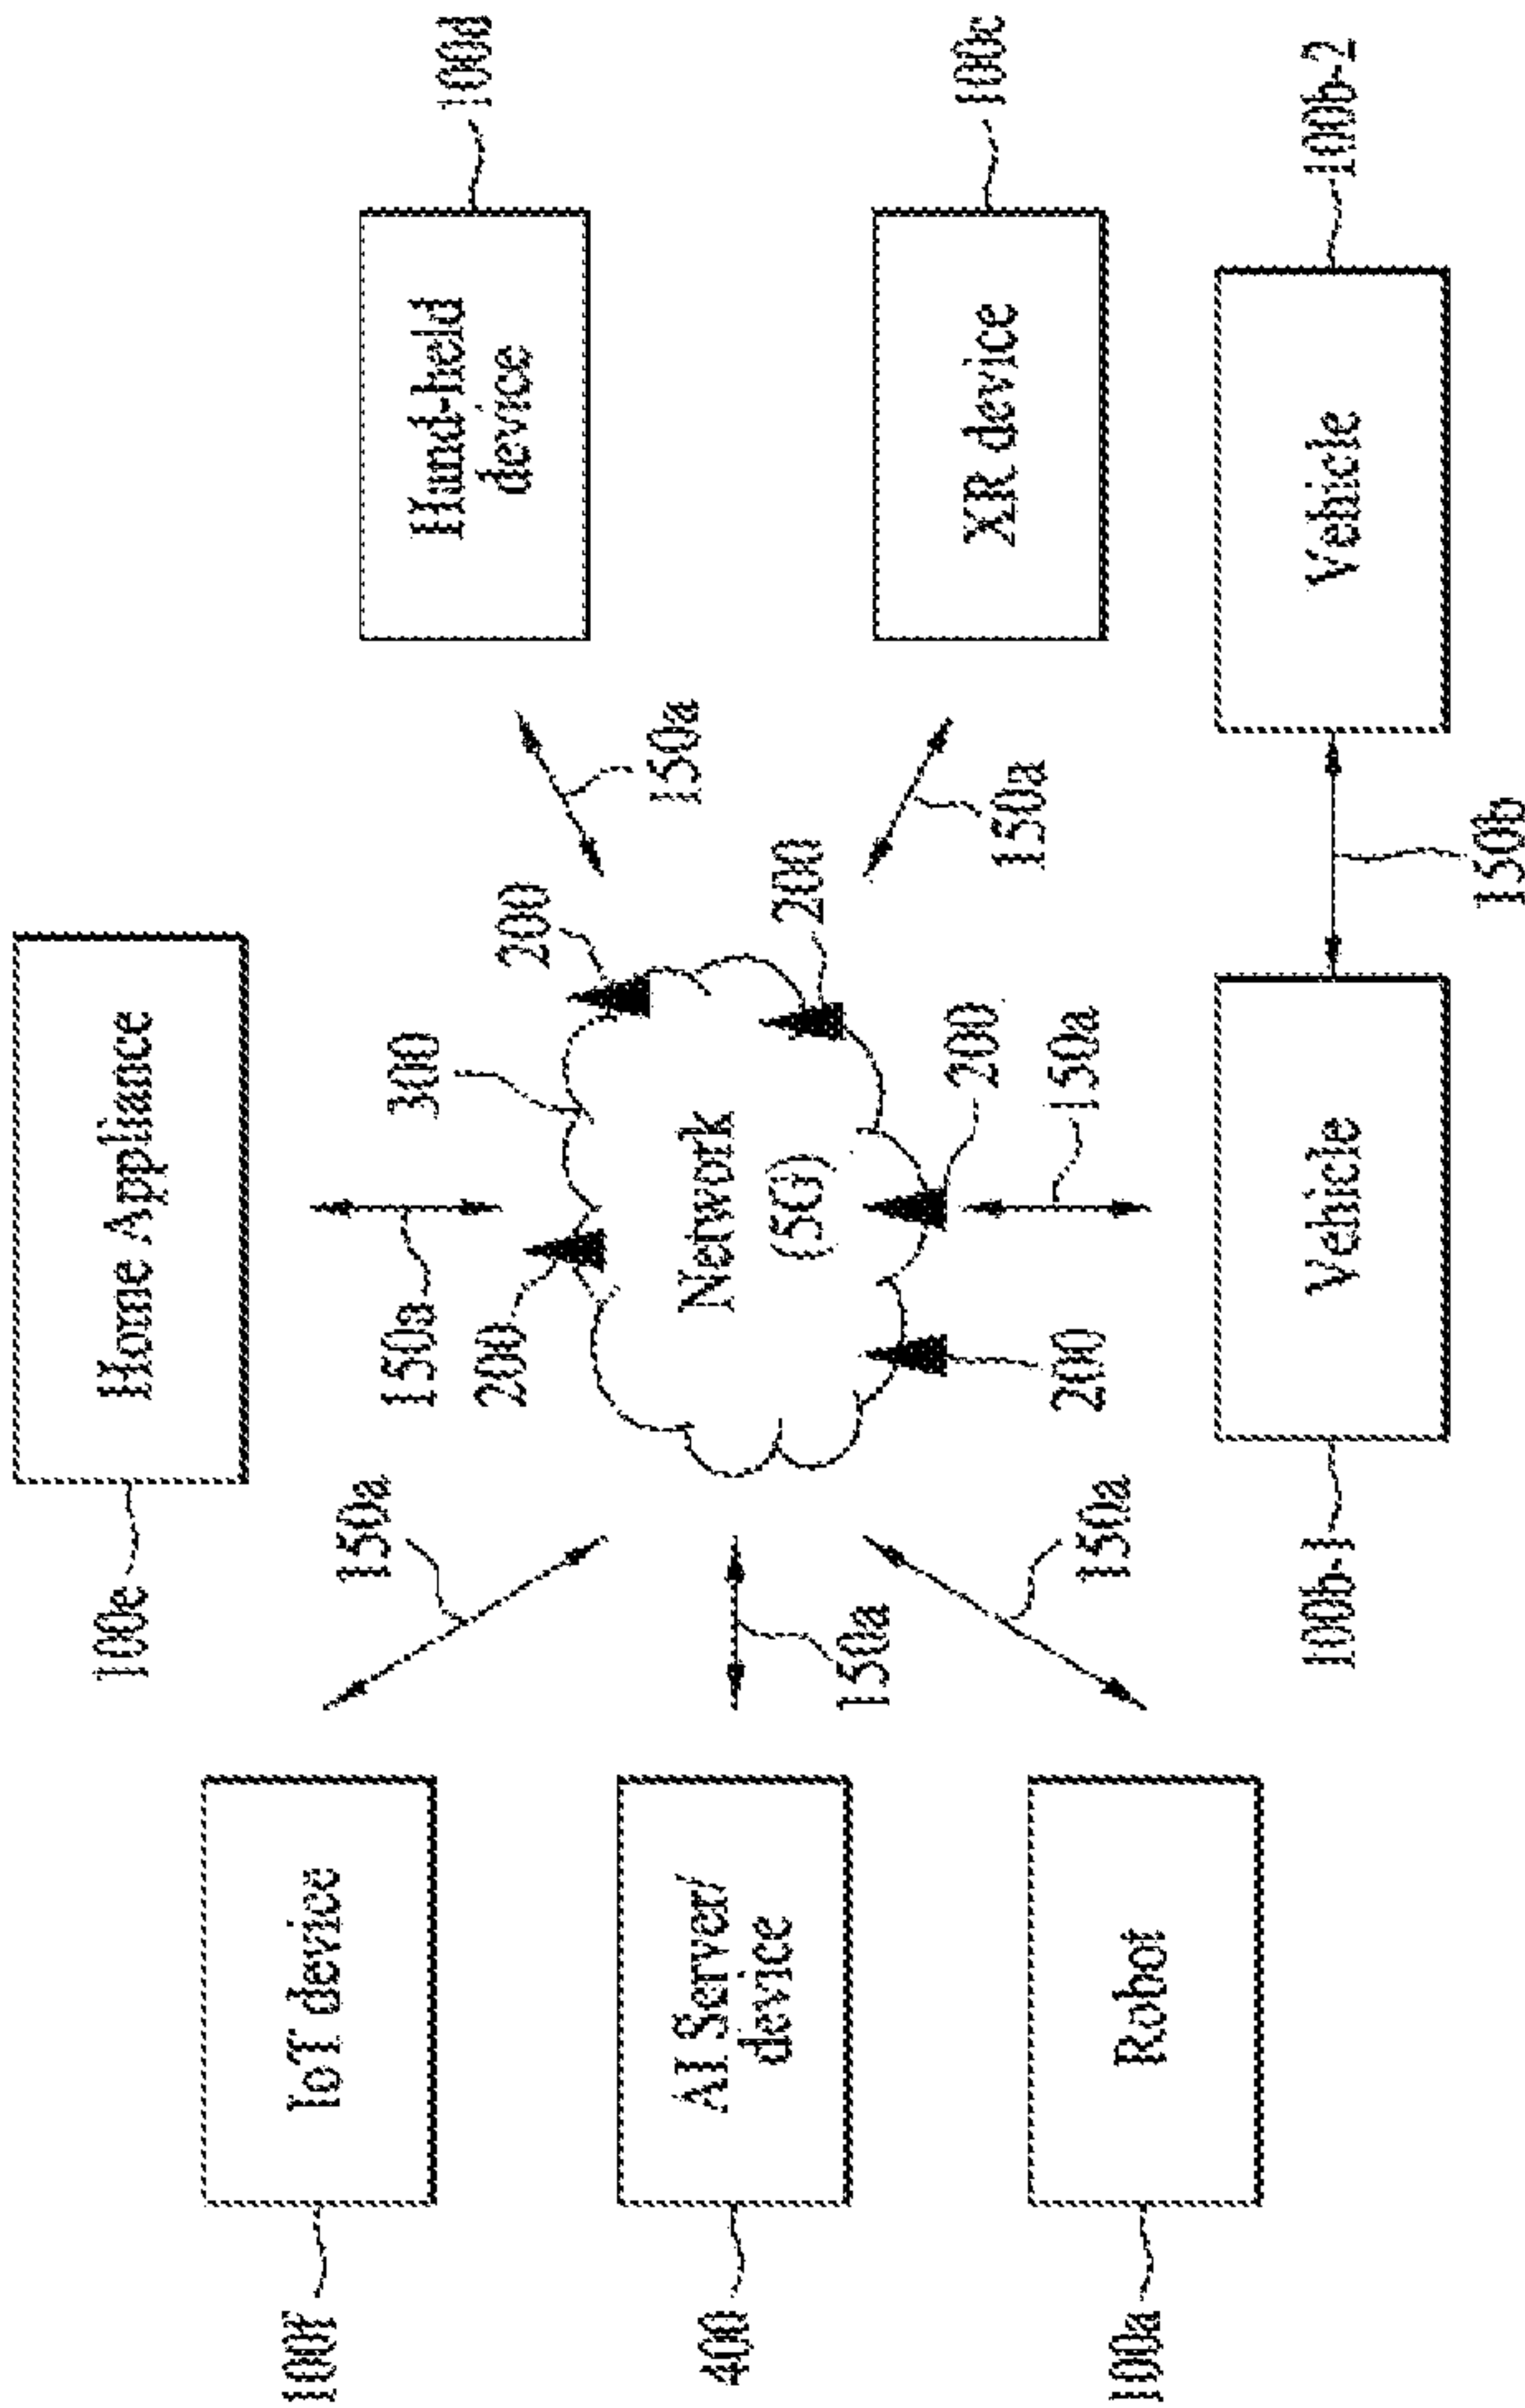 100e
Home Appliance
100f
IoT device
150a
150a
300
200
200
150a
Hand-held
device
100d
400
AI Server/
device
150a
Network
(5G)
200
150a
XR device
100c
100a
Robot
150a
200
200
150a
100b-1
Vehicle
150b
Vehicle
100b-2